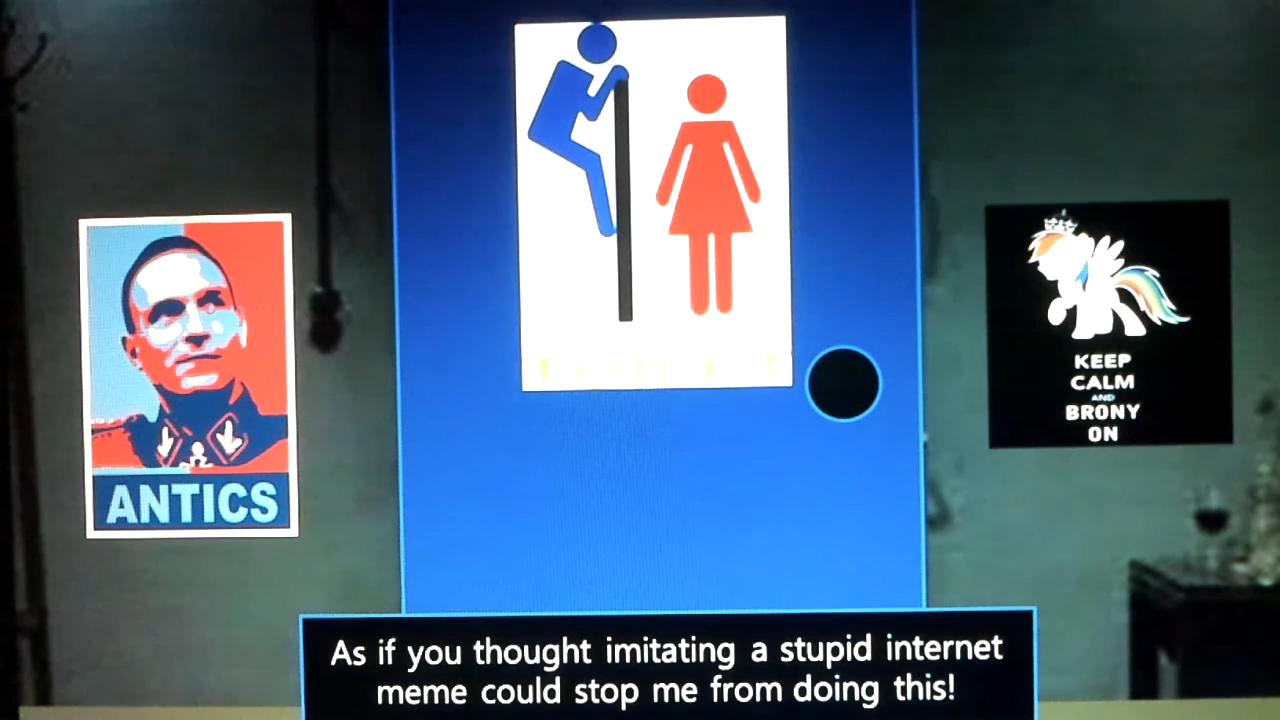 ANTICS
KEEP
CALM
AND
BRONY
ON
As if you thought imitating a stupid internet
meme could stop me from doing this!